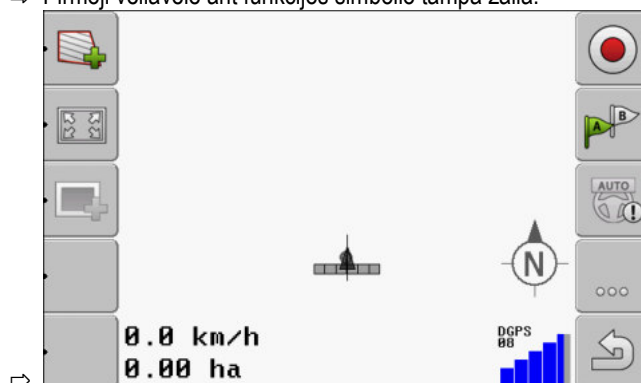 ⇨ Pirmoji vėliavėlė ant funkcijos simbolio tampa žalia.
A B
AUTO
N
0.0 km/h
0.00 ha
DGPS
08
⇨